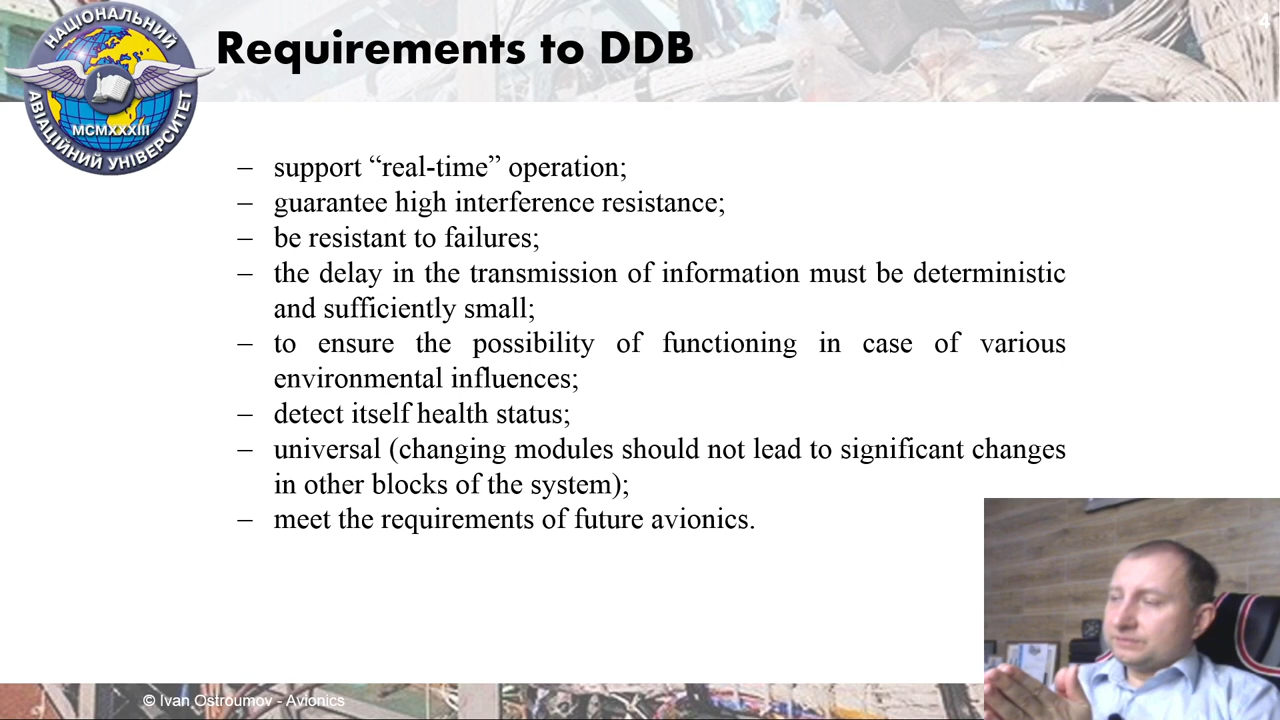 4
НАЦІОНАЛЬНИЙ
АВІАЦІЙНИЙ УНІВЕРСИТЕТ
MCMXXXIII
Requirements to DDB
– support “real-time” operation;
– guarantee high interference resistance;
– be resistant to failures;
– the delay in the transmission of information must be deterministic
and sufficiently small;
– to ensure the possibility of functioning in case of various
environmental influences;
– detect itself health status;
– universal (changing modules should not lead to significant changes
in other blocks of the system);
– meet the requirements of future avionics.
© Ivan Ostroumov - Avionics